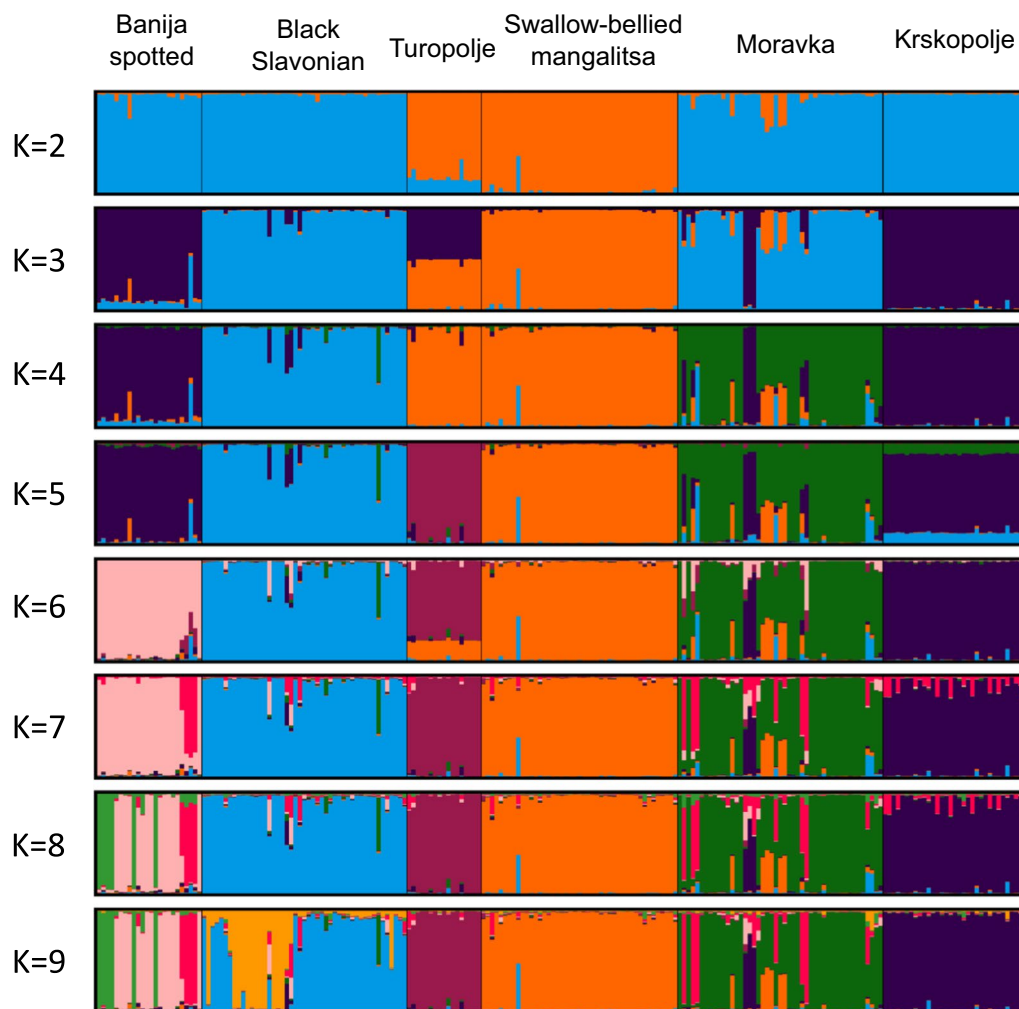 Banija
spotted
Black
Slavonian
Turopolje
Swallow-bellied
mangalitsa
Moravka
Krskopolje
K=2
K=3
K=4
K=5
K=6
K=7
K=8
K=9